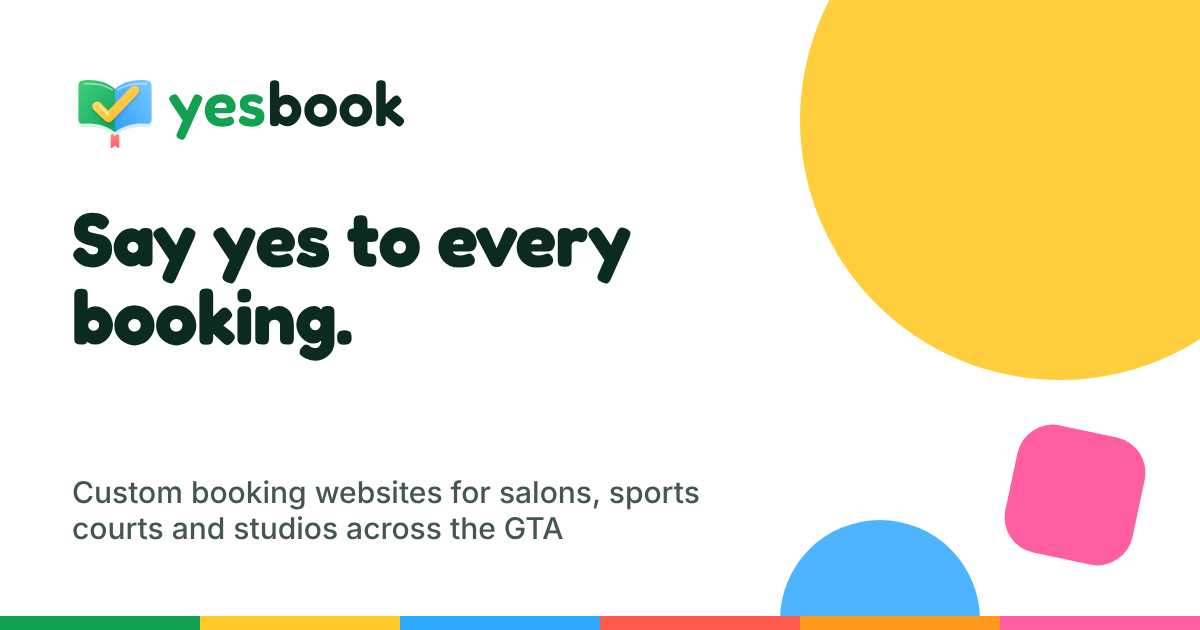 yesbook
Say yes to every
booking.
Custom booking websites for salons, sports
courts and studios across the GTA